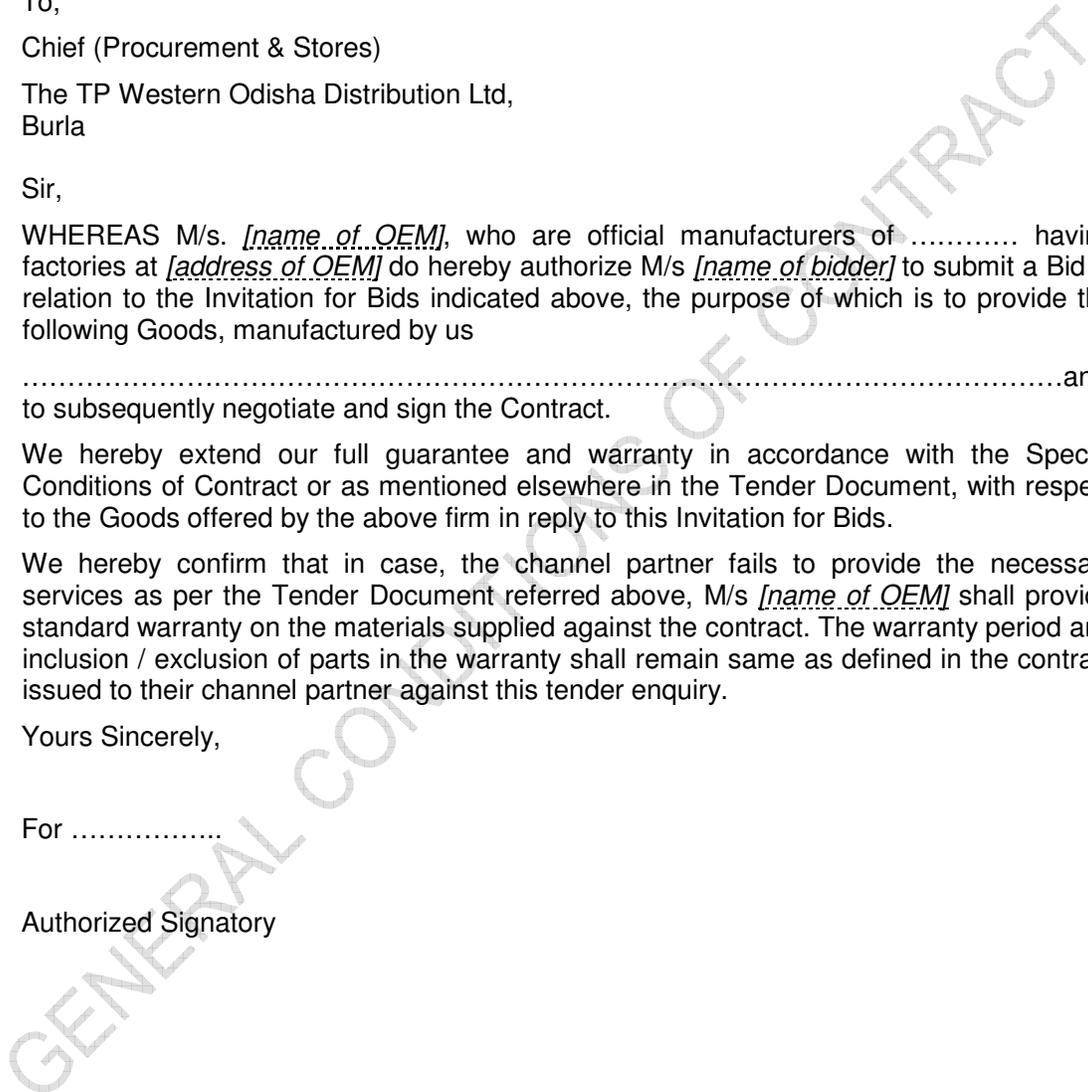 To,
Chief (Procurement & Stores)
The TP Western Odisha Distribution Ltd,
Burla
Sir,
WHEREAS M/s. [name of OEM], who are official manufacturers of ………… havin
factories at [address of OEM] do hereby authorize M/s [name of bidder] to submit a Bid
relation to the Invitation for Bids indicated above, the purpose of which is to provide th
following Goods, manufactured by us
……………………………………………………………………………………………………an
to subsequently negotiate and sign the Contract.
We hereby extend our full guarantee and warranty in accordance with the Spec
Conditions of Contract or as mentioned elsewhere in the Tender Document, with respe
to the Goods offered by the above firm in reply to this Invitation for Bids.
We hereby confirm that in case, the channel partner fails to provide the necessa
services as per the Tender Document referred above, M/s [name of OEM] shall provid
standard warranty on the materials supplied against the contract. The warranty period an
inclusion / exclusion of parts in the warranty shall remain same as defined in the contra
issued to their channel partner against this tender enquiry.
Yours Sincerely,
For ……………..
Authorized Signatory
GENERAL CONDITIONS OF CONTRACT